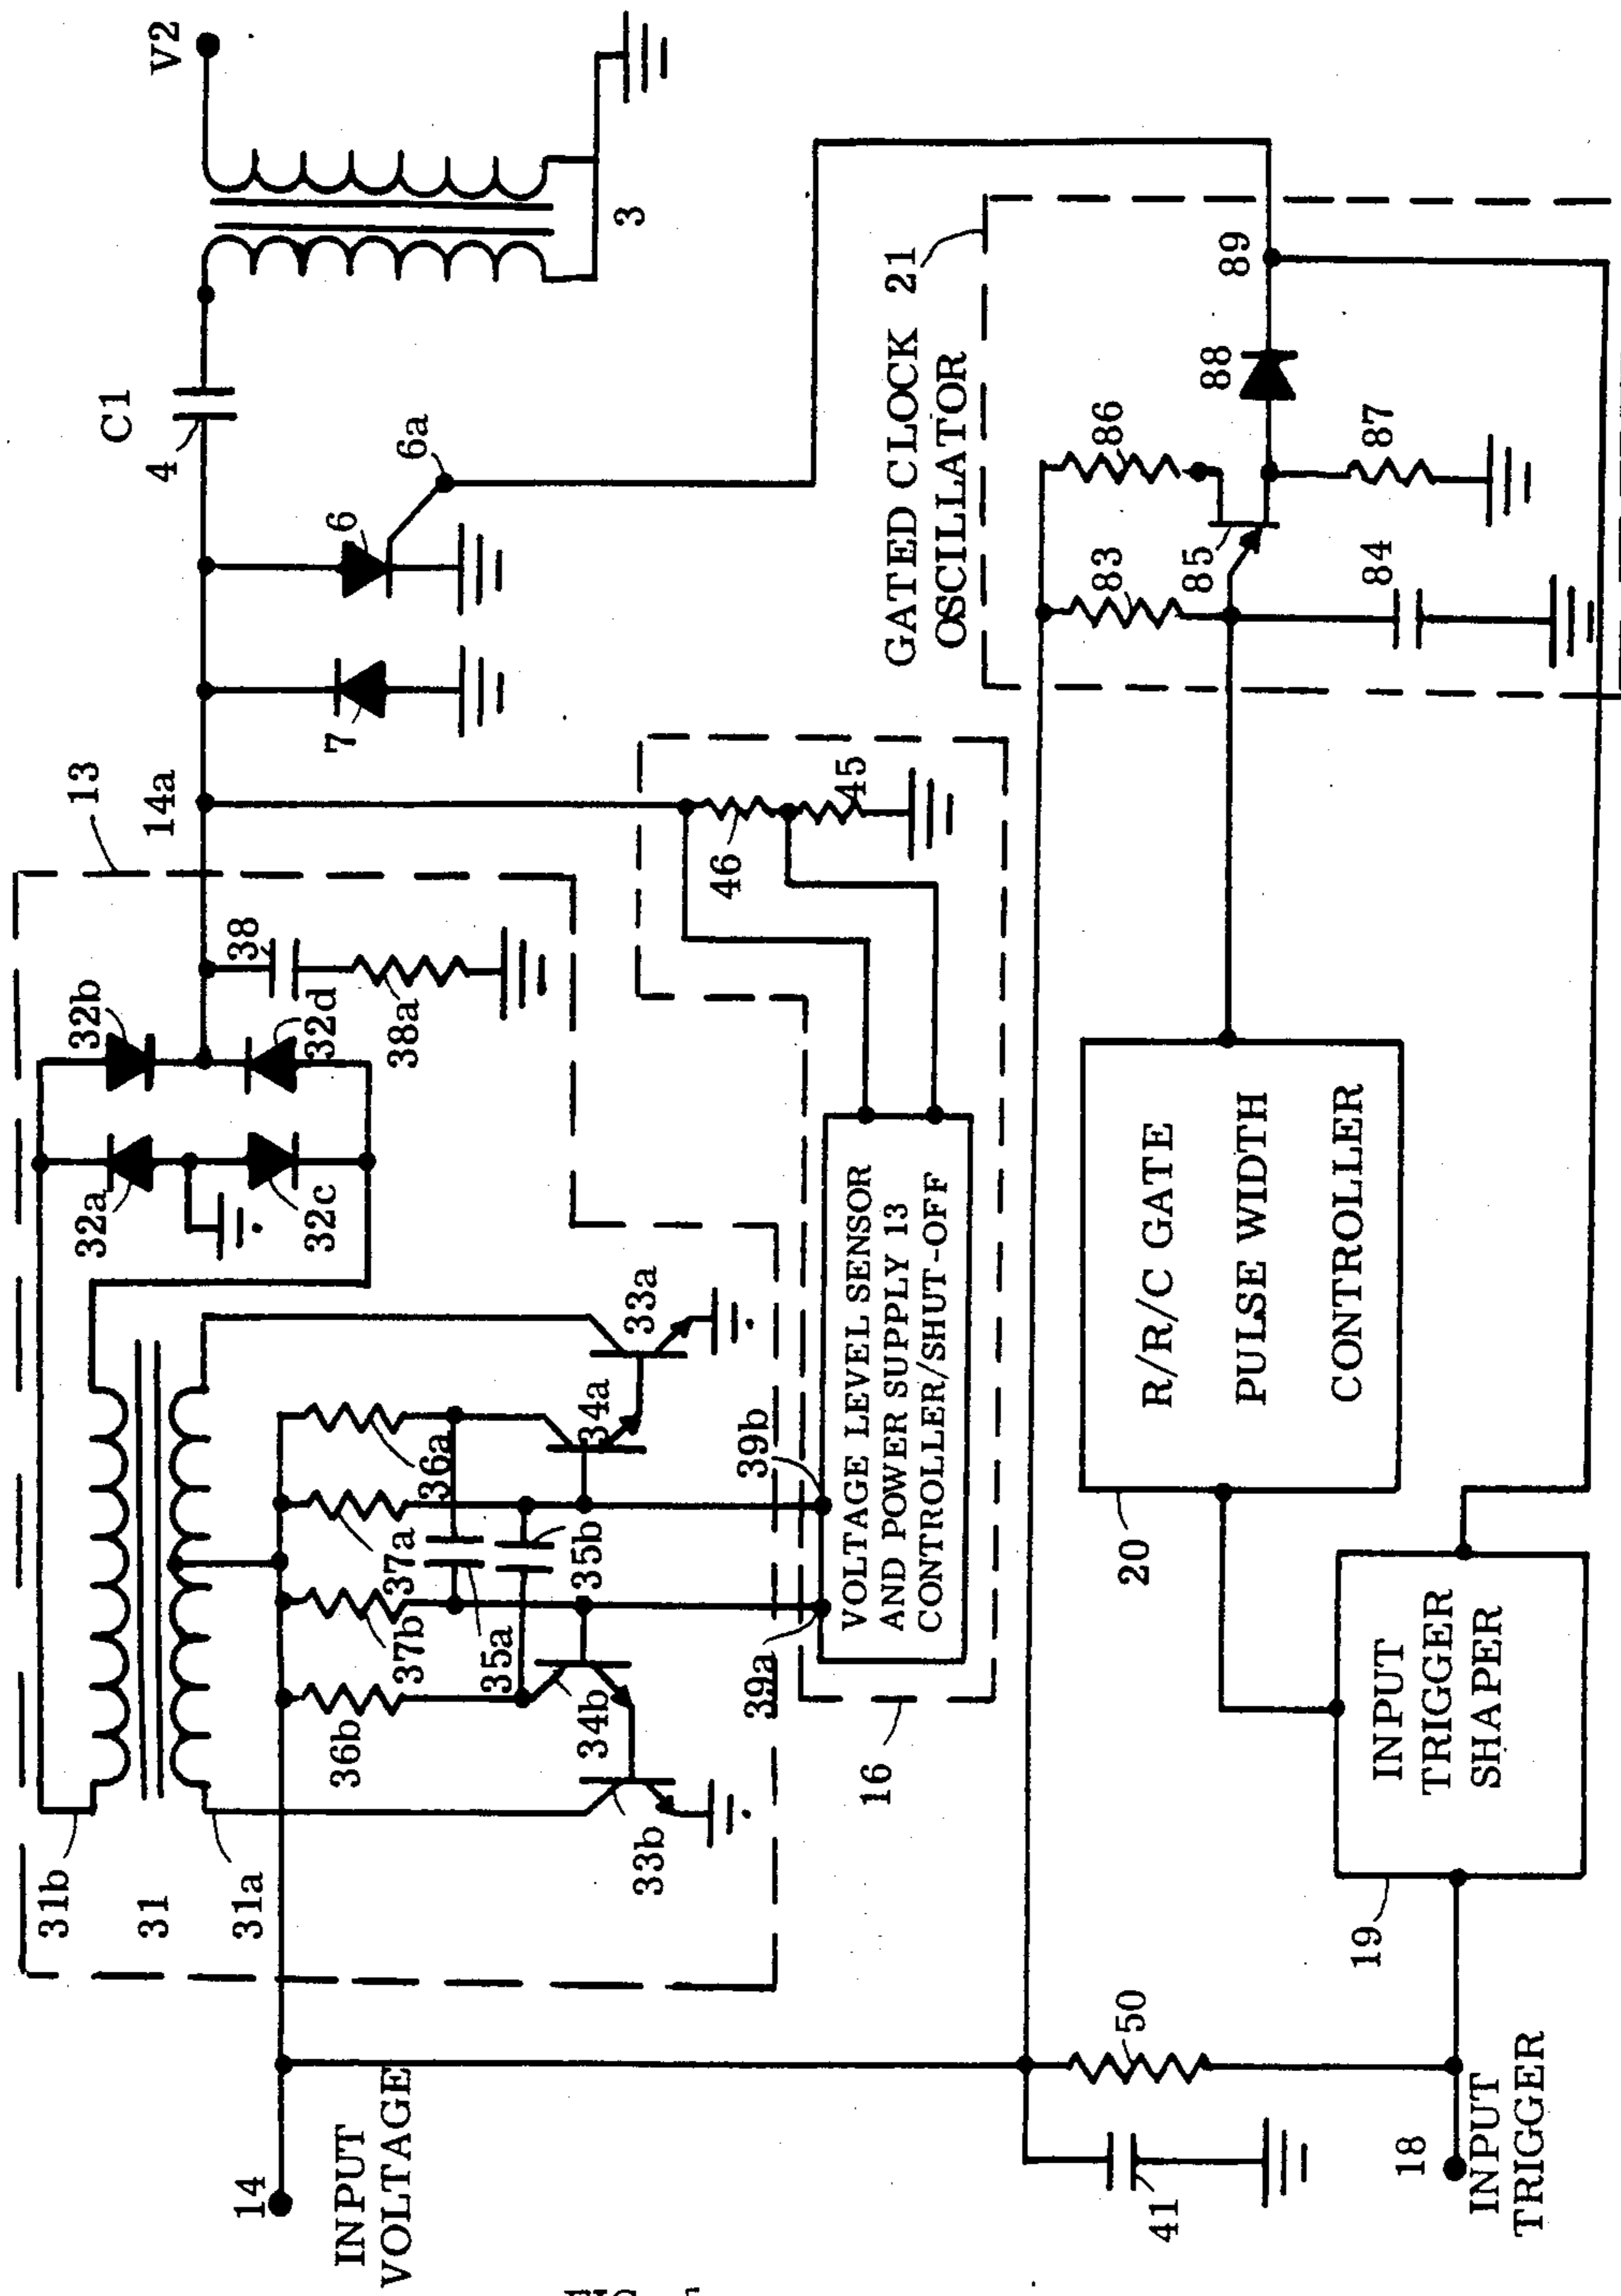 31b
31
31a
13
32b
32a
32d
32c
38
38a
14a
C1
4
V2
3
7
6
6a
36b
37b
37a
36a
35a
35b
34b
34a
33b
33a
39a
39b
14
INPUT
VOLTAGE
VOLTAGE LEVEL SENSOR
AND POWER SUPPLY 13
CONTROLLER/SHUT-OFF
16
46
45
GATED CLOCK 21
OSCILLATOR
83
86
85
84
88
87
89
R/R/C GATE
PULSE WIDTH
CONTROLLER
20
INPUT
TRIGGER
SHAPER
19
50
41
18
INPUT
TRIGGER